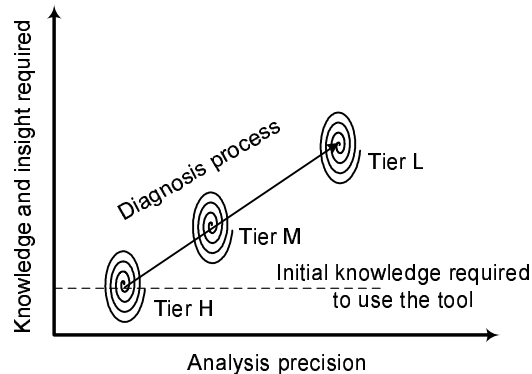 Knowledge and insight required
Diagnosis process
Tier L
Tier M
Initial knowledge required
to use the tool
Tier H
Analysis precision